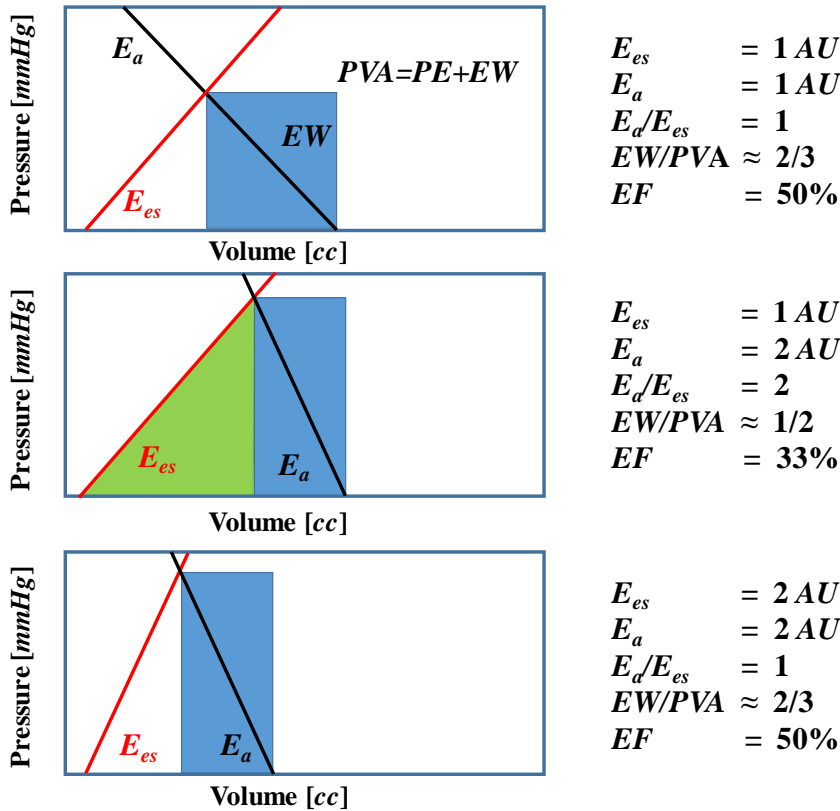 E_a
PVA=PE+EW
EW
E_es
Pressure [mmHg]
Volume [cc]
E_es = 1 AU
E_a = 1 AU
E_a/E_es = 1
EW/PVA ≈ 2/3
EF = 50%
E_es
E_a
Pressure [mmHg]
Volume [cc]
E_es = 1 AU
E_a = 2 AU
E_a/E_es = 2
EW/PVA ≈ 1/2
EF = 33%
E_es
E_a
Pressure [mmHg]
Volume [cc]
E_es = 2 AU
E_a = 2 AU
E_a/E_es = 1
EW/PVA ≈ 2/3
EF = 50%